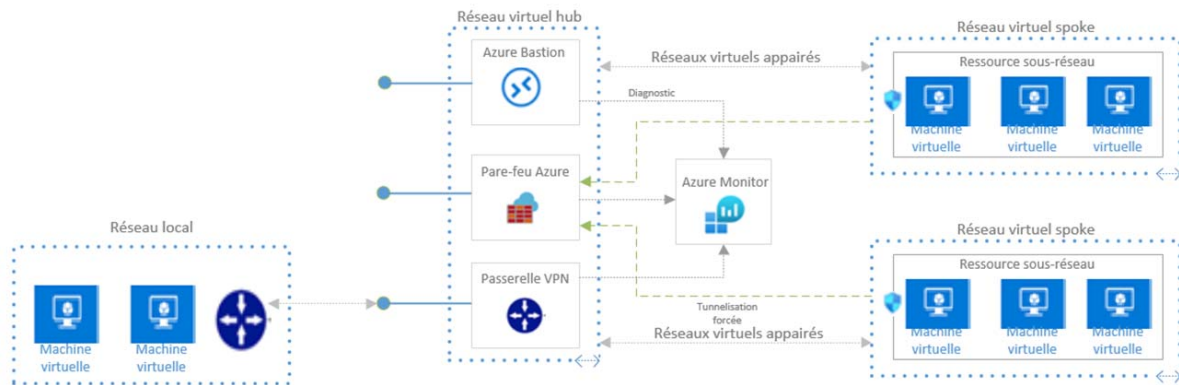 Réseau virtuel hub
Azure Bastion
Pare-feu Azure
Passerelle VPN
Réseau local
Machine
virtuelle
Machine
virtuelle
Réseaux virtuels appairés
Diagnostic
Azure Monitor
Tunnelisation
forcée
Réseaux virtuels appairés
Réseau virtuel spoke
Ressource sous-réseau
Machine
virtuelle
Machine
virtuelle
Machine
virtuelle
Réseau virtuel spoke
Ressource sous-réseau
Machine
virtuelle
Machine
virtuelle
Machine
virtuelle